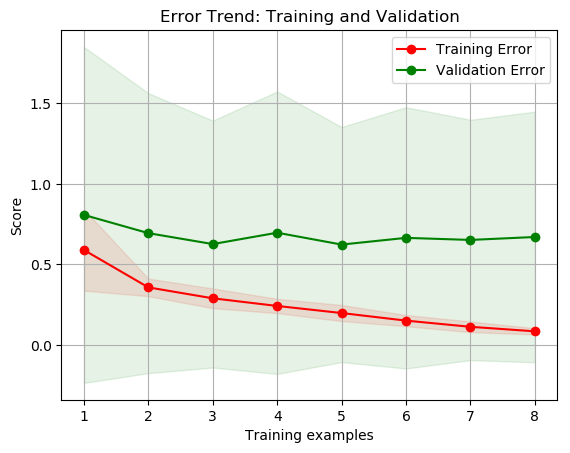 Error Trend: Training and Validation
Training Error
Validation Error
1.5
1.0
0.5
0.0
Score
1 2 3 4 5 6 7 8
Training examples